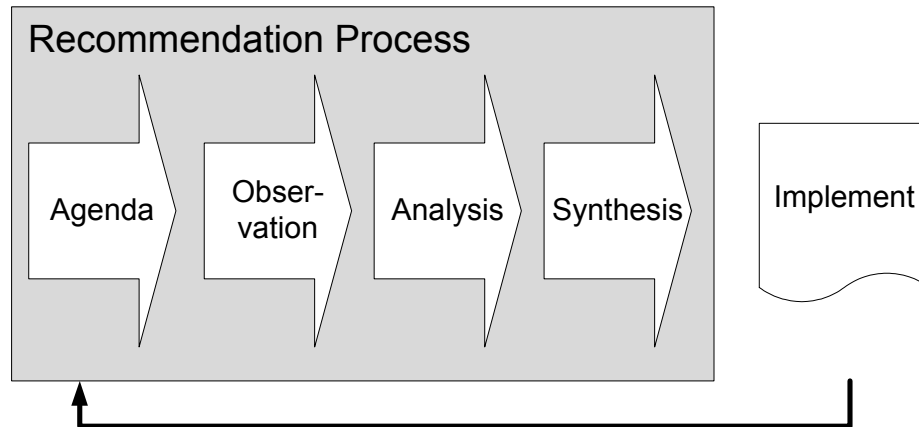 Recommendation Process
Agenda
Obser-
vation
Analysis
Synthesis
Implement